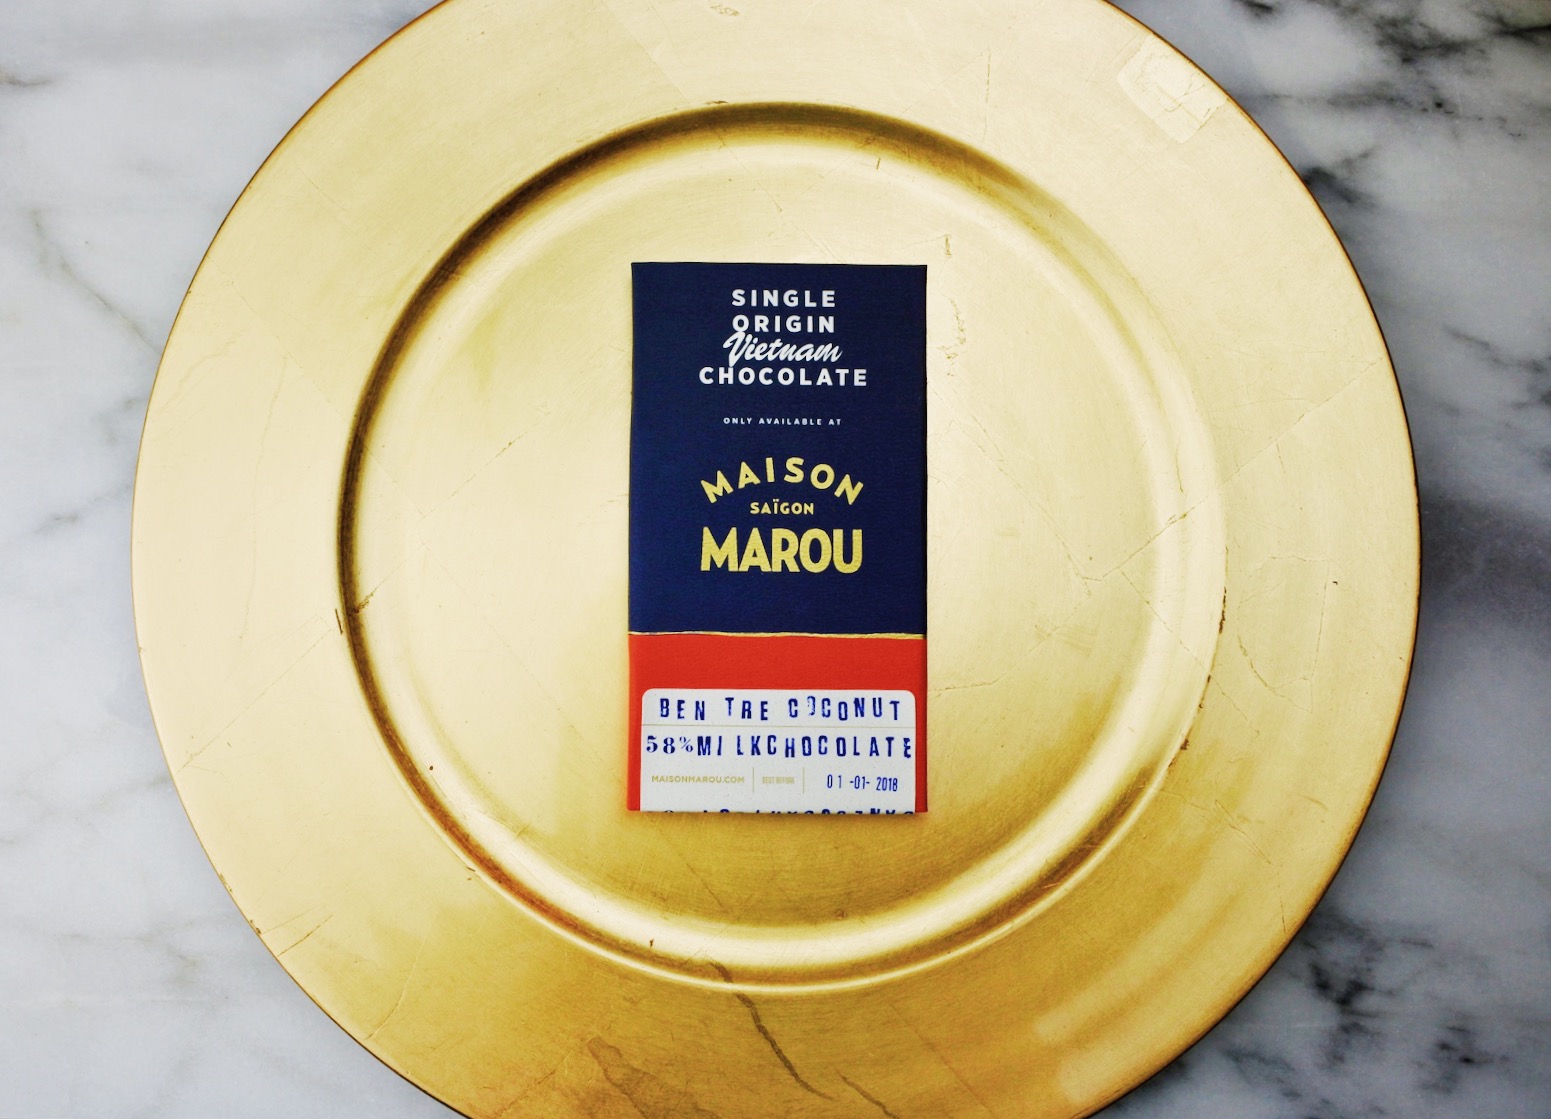 SINGLE
ORIGIN
Vietnam
CHOCOLATE
ONLY AVAILABLE AT
MAISON
SAÏGON
MAROU
BEN TRE COCONUT
58%MILKCHOCOLATE
MAISONMAROU.COM BEST BEFORE 01-01-2018